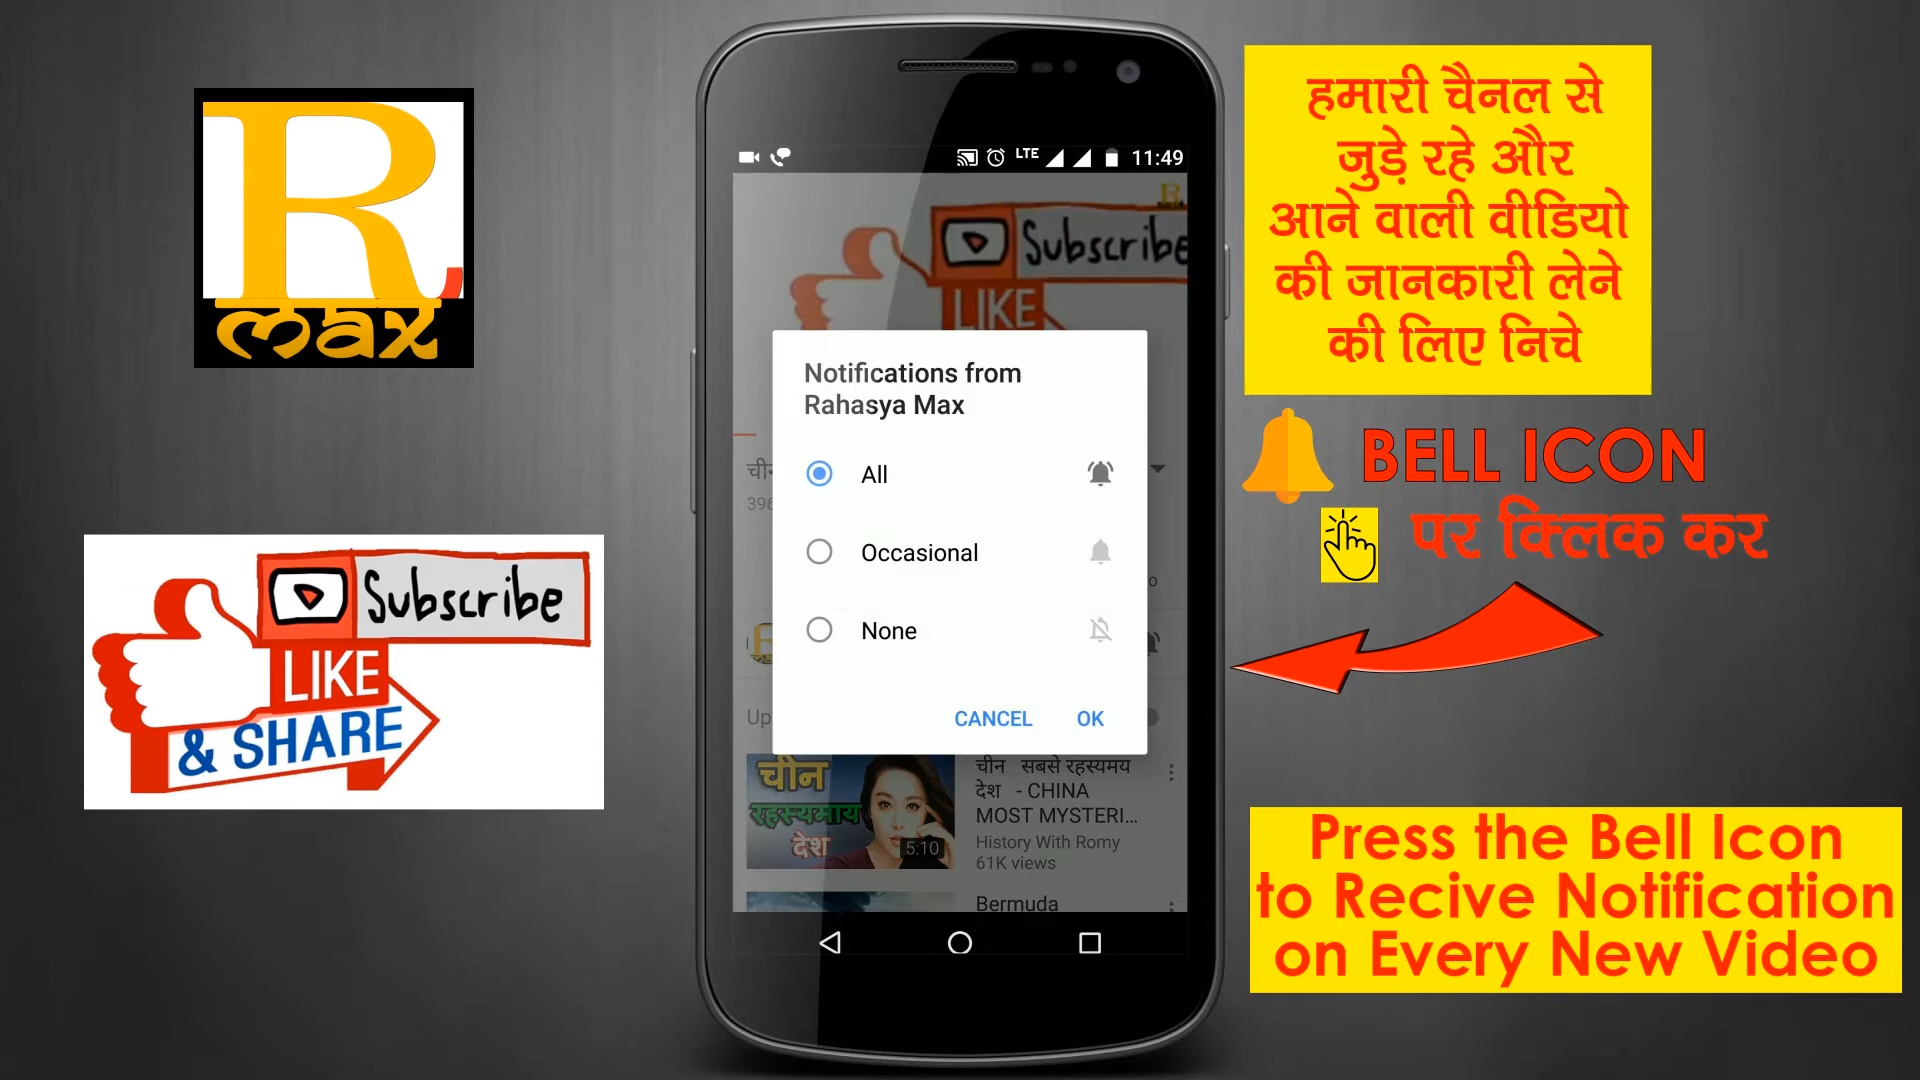 R
max
Subscribe
LIKE
& SHARE
LTE 11:49
R
Subscribe
LIKE
Notifications from
Rahasya Max
All
Occasional
None
CANCEL OK
Up
चीन
रहस्यमाय
देश
5:10
चीन सबसे रहस्यमय
देश - CHINA
MOST MYSTERI...
History With Romy
61K views
Bermuda
हमारी चैनल से
जुड़े रहे और
आने वाली वीडियो
की जानकारी लेने
की लिए निचे
BELL ICON
पर क्लिक कर
Press the Bell Icon
to Recive Notification
on Every New Video